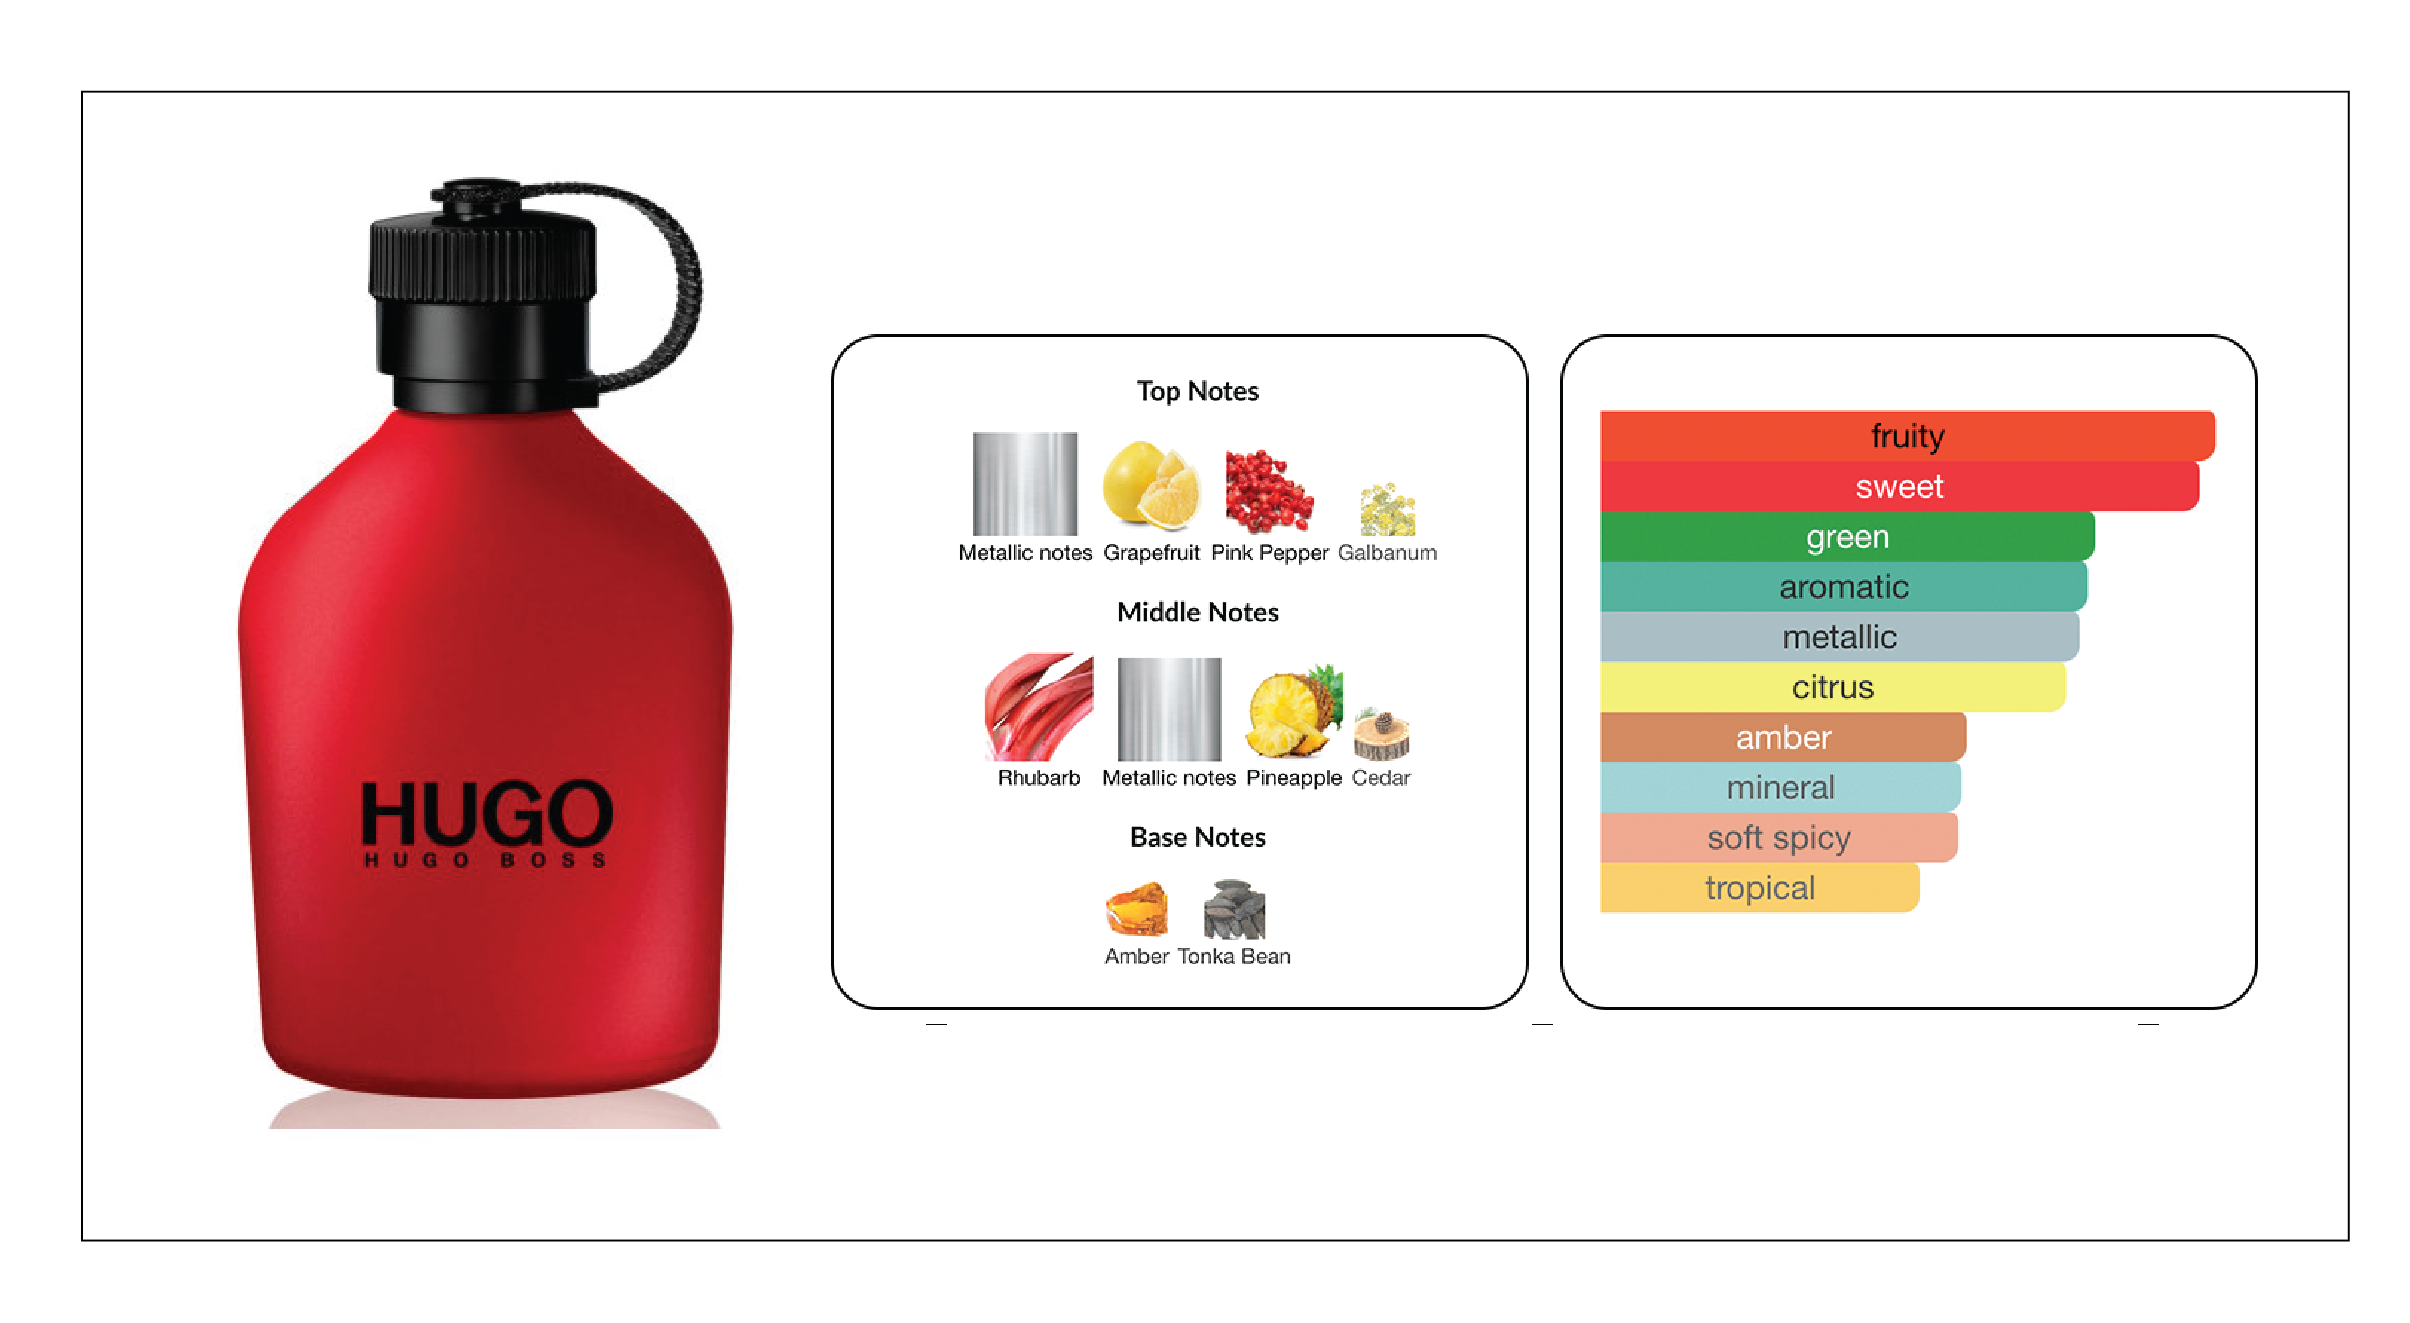 HUGO
HUGO BOSS
Top Notes
Metallic notes Grapefruit Pink Pepper Galbanum
Middle Notes
Rhubarb Metallic notes Pineapple Cedar
Base Notes
Amber Tonka Bean
fruity
sweet
green
aromatic
metallic
citrus
amber
mineral
soft spicy
tropical